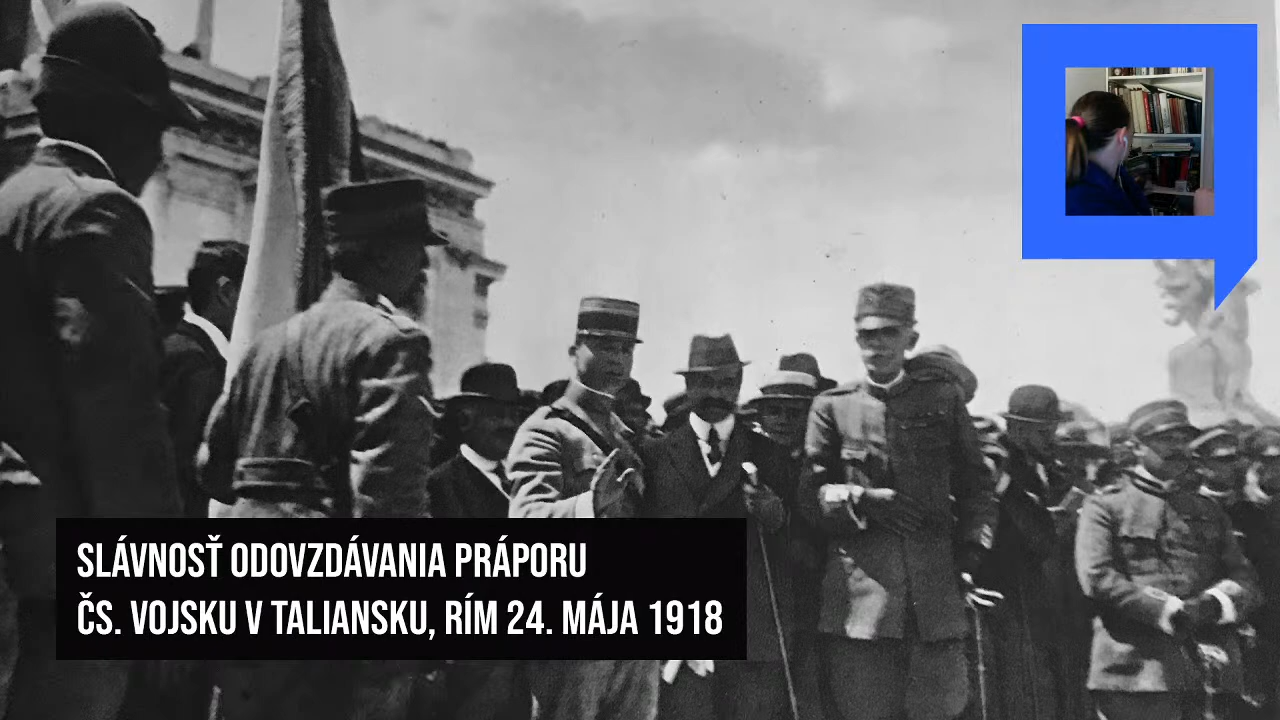 SLÁVNOSŤ ODOVZDÁVANIA PRÁPORU
ČS. VOJSKU V TALIANSKU, RÍM 24. MÁJA 1918